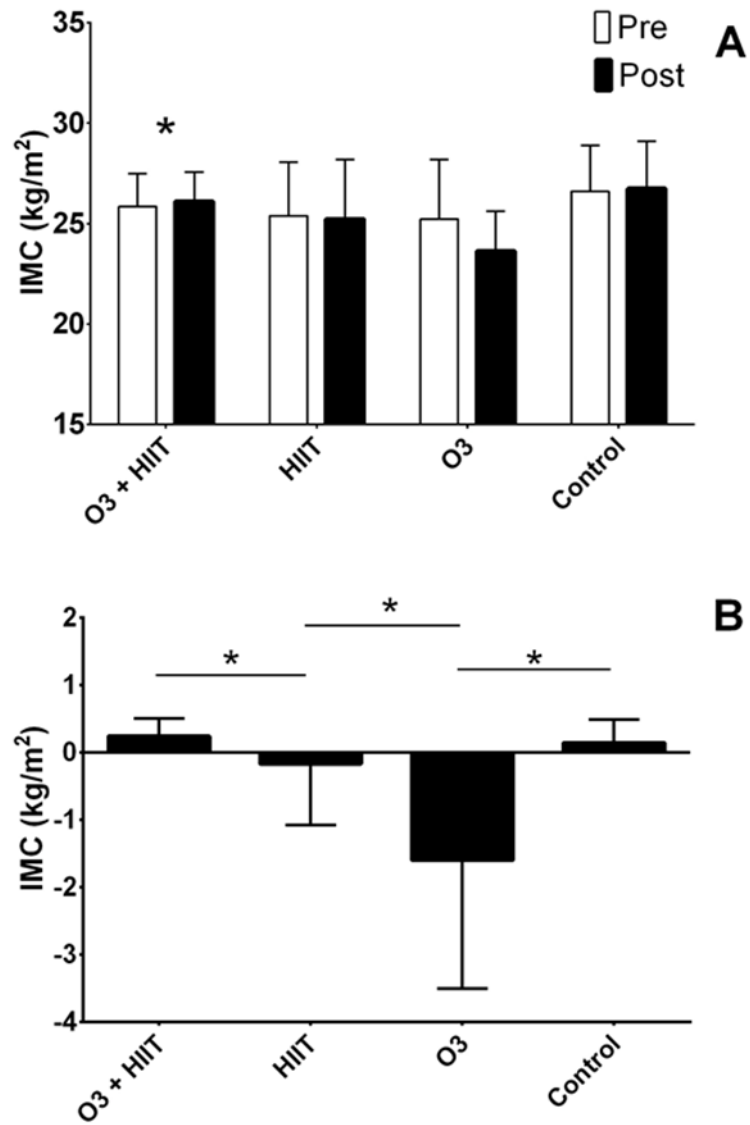 Pre
Post
A
IMC (kg/m²)
35
30
25
20
15
*
O3 + HIIT
HIIT
O3
Control
B
IMC (kg/m²)
2
1
0
-1
-2
-3
-4
*
*
*
O3 + HIIT
HIIT
O3
Control